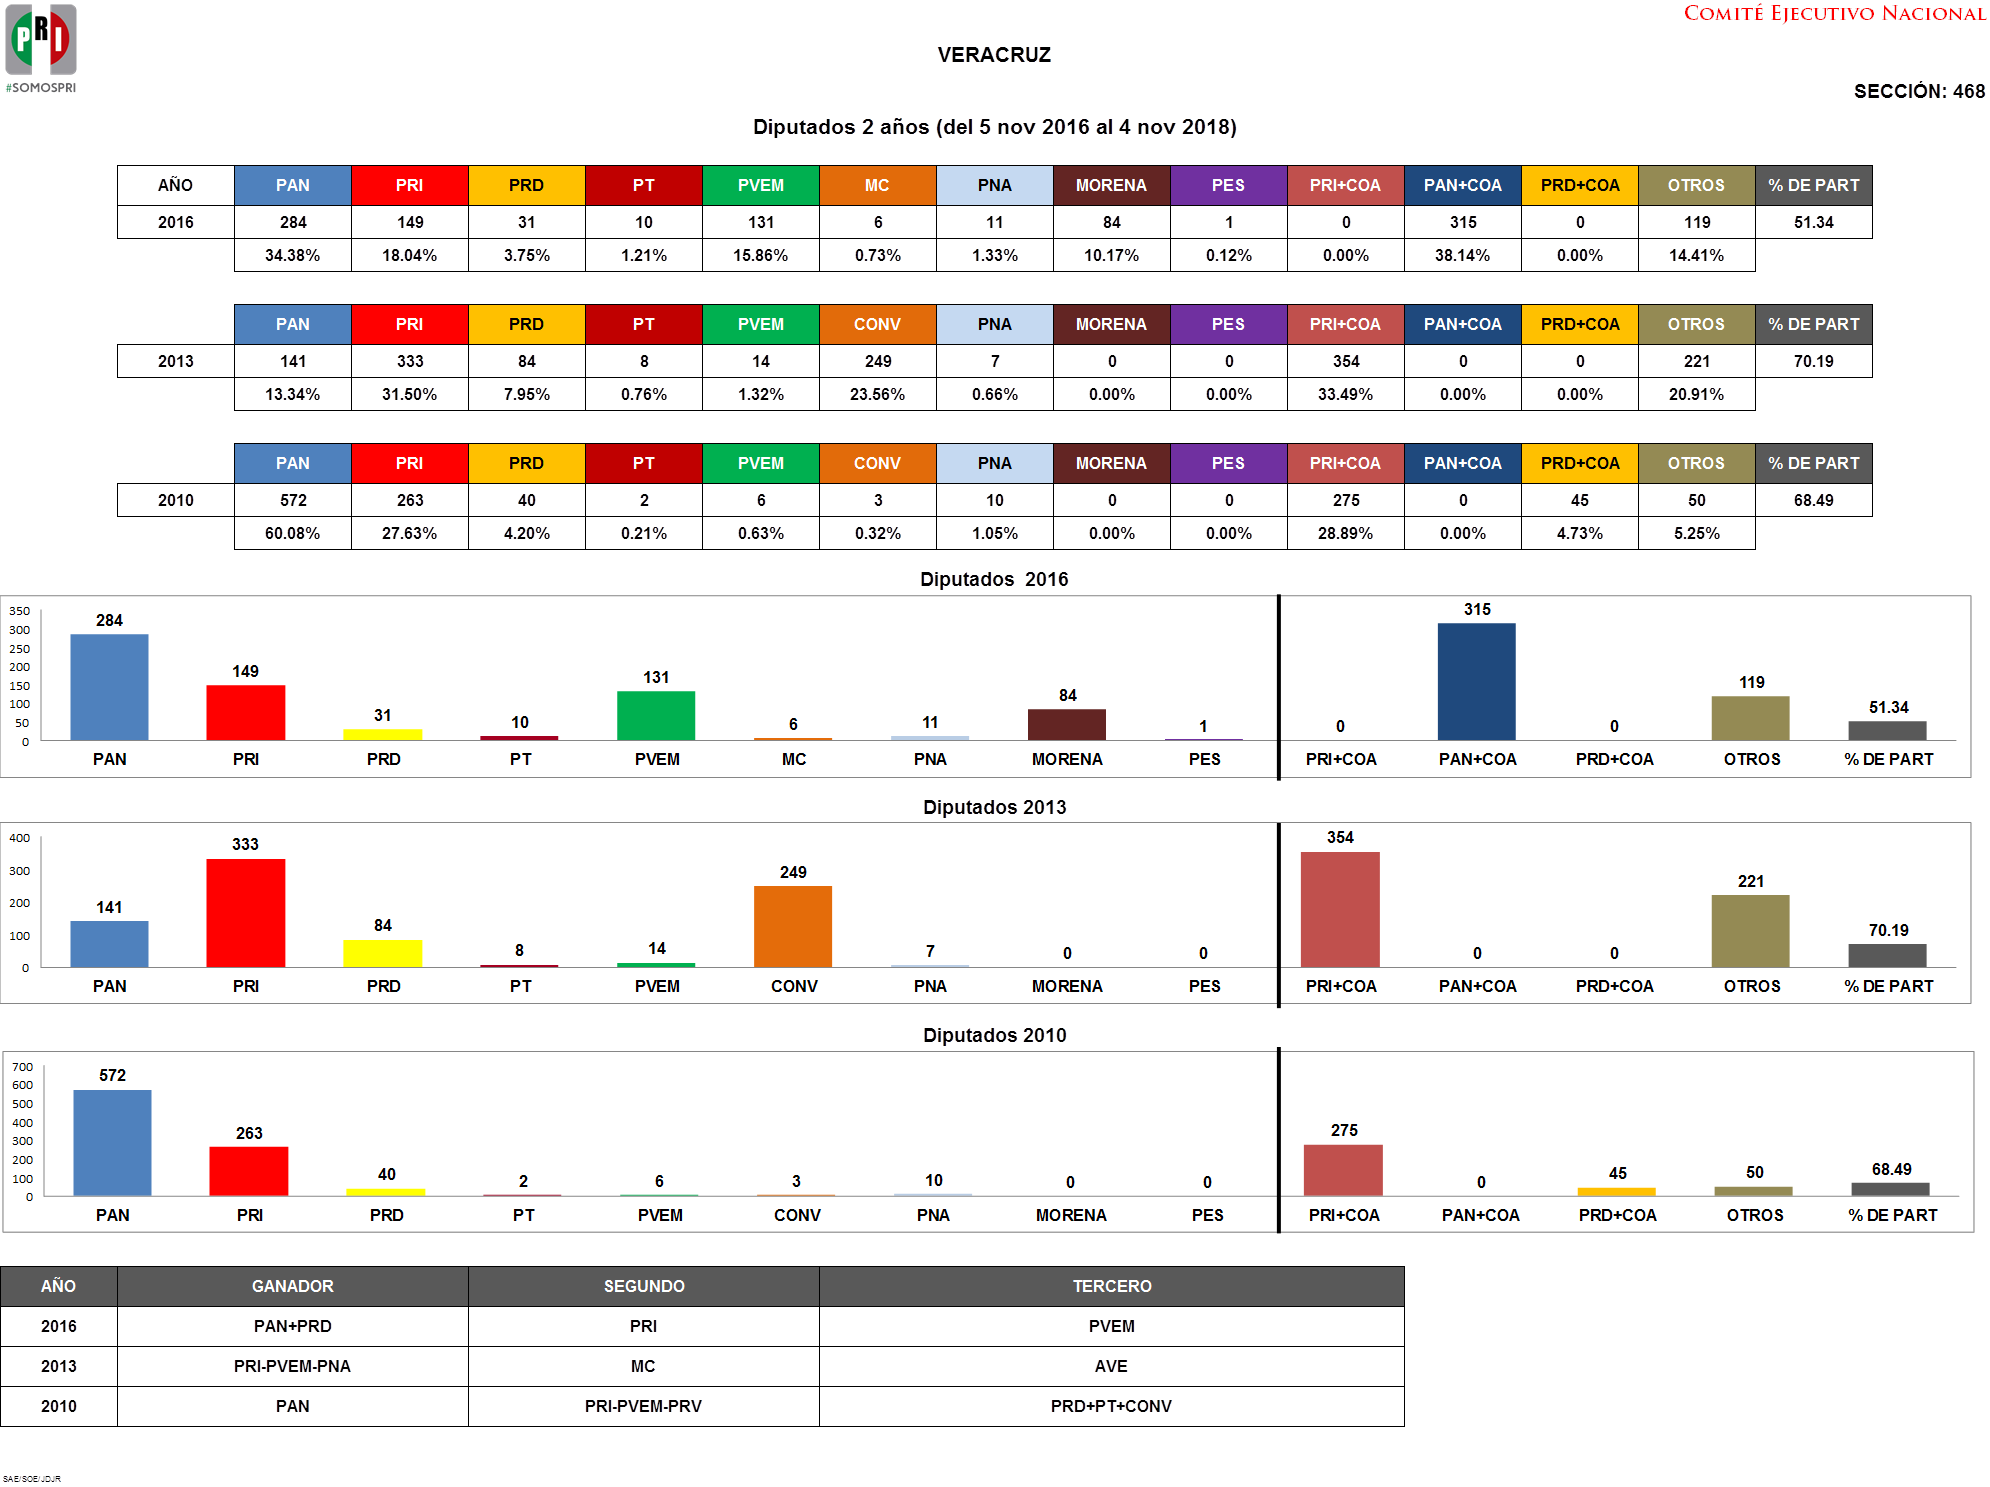 PRI
#SOMOSPRI
COMITÉ EJECUTIVO NACIONAL
VERACRUZ
SECCIÓN: 468
Diputados 2 años (del 5 nov 2016 al 4 nov 2018)
AÑO PAN PRI PRD PT PVEM MC PNA MORENA PES PRI+COA PAN+COA PRD+COA OTROS % DE PART
2016 284 149 31 10 131 6 11 84 1 0 315 0 119 51.34
34.38% 18.04% 3.75% 1.21% 15.86% 0.73% 1.33% 10.17% 0.12% 0.00% 38.14% 0.00% 14.41%
PAN PRI PRD PT PVEM CONV PNA MORENA PES PRI+COA PAN+COA PRD+COA OTROS % DE PART
2013 141 333 84 8 14 249 7 0 0 354 0 0 221 70.19
13.34% 31.50% 7.95% 0.76% 1.32% 23.56% 0.66% 0.00% 0.00% 33.49% 0.00% 0.00% 20.91%
PAN PRI PRD PT PVEM CONV PNA MORENA PES PRI+COA PAN+COA PRD+COA OTROS % DE PART
2010 572 263 40 2 6 3 10 0 0 275 0 45 50 68.49
60.08% 27.63% 4.20% 0.21% 0.63% 0.32% 1.05% 0.00% 0.00% 28.89% 0.00% 4.73% 5.25%
Diputados 2016
350
300
250
200
150
100
50
0
284 149 31 10 131 6 11 84 1 0 315 0 119 51.34
PAN PRI PRD PT PVEM MC PNA MORENA PES PRI+COA PAN+COA PRD+COA OTROS % DE PART
Diputados 2013
400
300
200
100
0
141 333 84 8 14 249 7 0 0 354 0 0 221 70.19
PAN PRI PRD PT PVEM CONV PNA MORENA PES PRI+COA PAN+COA PRD+COA OTROS % DE PART
Diputados 2010
700
600
500
400
300
200
100
0
572 263 40 2 6 3 10 0 0 275 0 45 50 68.49
PAN PRI PRD PT PVEM CONV PNA MORENA PES PRI+COA PAN+COA PRD+COA OTROS % DE PART
AÑO GANADOR SEGUNDO TERCERO
2016 PAN+PRD PRI PVEM
2013 PRI-PVEM-PNA MC AVE
2010 PAN PRI-PVEM-PRV PRD+PT+CONV
SAE/SOE/JDJR